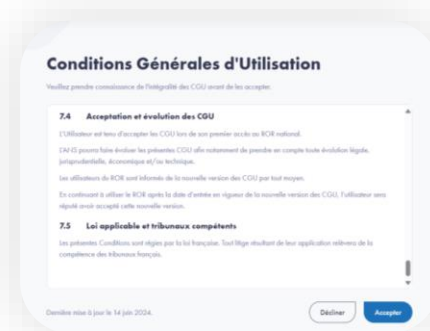 Conditions Générales d'Utilisation
Veuillez prendre connaissance de l'intégralité des CGU avant de les accepter.
7.4 Acceptation et évolution des CGU
L'Utilisateur est tenu d'accepter les CGU lors de son premier accès au ROR national.
L'AMES pourra faire évoluer les présentes CGU afin notamment de prendre en compte toute évolution légale,
jurisprudentielle, économique et/ou technique.
Les utilisateurs du ROR sont informés de la nouvelle version des CGU par tout moyen.
En continuant à utiliser le ROR après la date d'entrée en vigueur de la nouvelle version des CGU, l'utilisateur sera
réputé avoir accepté cette nouvelle version.
7.5 Loi applicable et tribunaux compétents
Les présentes Conditions sont régies par la loi française. Tout litige résultant de leur application relèvera de la
compétence des tribunaux français.
Dernière mise à jour le 14 juin 2024.
Décliner
Accepter